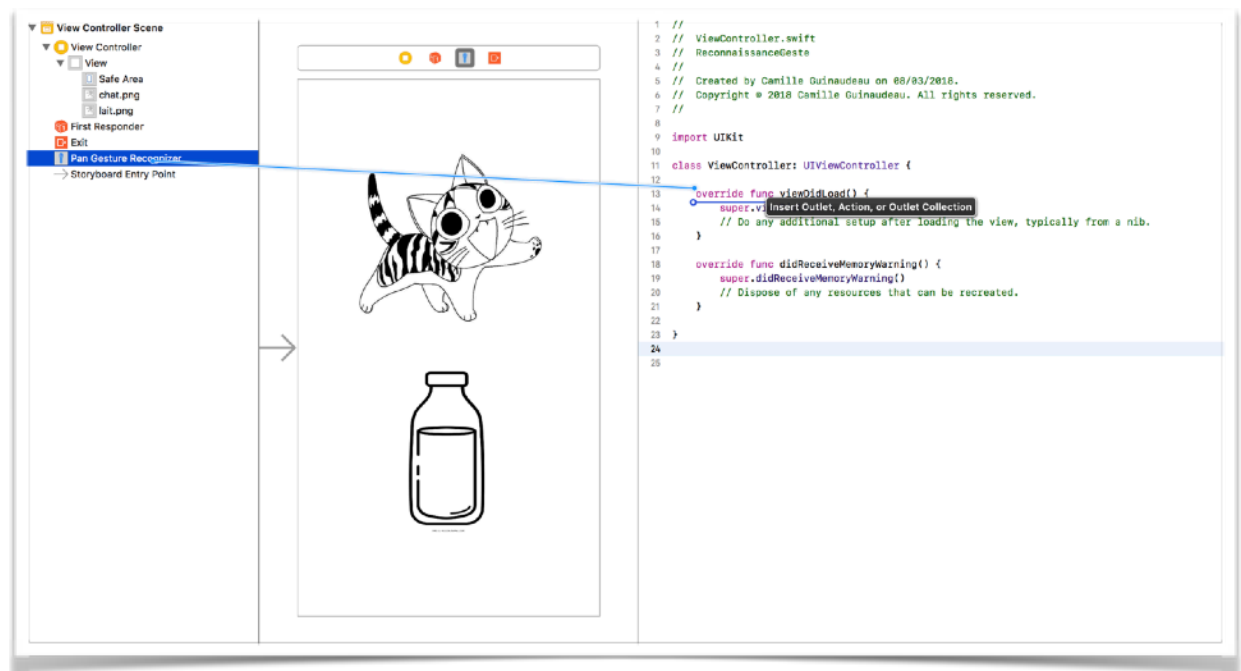 View Controller Scene
View Controller
View
Safe Area
chat.png
lait.png
First Responder
Exit
Pan Gesture Recognizer
Storyboard Entry Point
1 //
2 // ViewController.swift
3 // ReconnaissanceGeste
4 //
5 // Created by Camille Guinaudeau on 08/03/2018.
6 // Copyright © 2018 Camille Guinaudeau. All rights reserved.
7 //
8
9 import UIKit
10
11 class ViewController: UIViewController {
12
13 override func viewDidLoad() {
Insert Outlet, Action, or Outlet Collection
14 super.vi
15 // Do any additional setup after loading the view, typically from a nib.
16 }
17
18 override func didReceiveMemoryWarning() {
19 super.didReceiveMemoryWarning()
20 // Dispose of any resources that can be recreated.
21 }
22
23 }
24
25